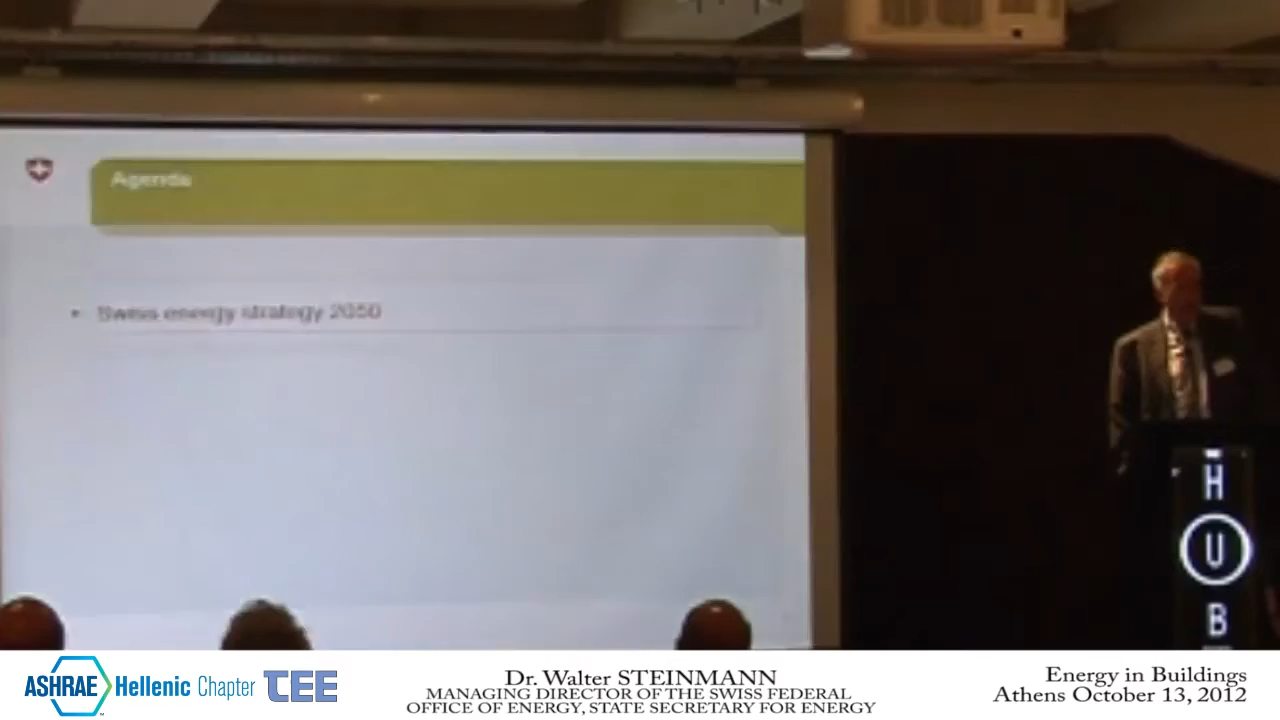 Agenda
• Swiss energy strategy 2050
H
U
B
ASHRAE Hellenic Chapter TEE
Dr. Walter STEINMANN
MANAGING DIRECTOR OF THE SWISS FEDERAL
OFFICE OF ENERGY, STATE SECRETARY FOR ENERGY
Energy in Buildings
Athens October 13, 2012